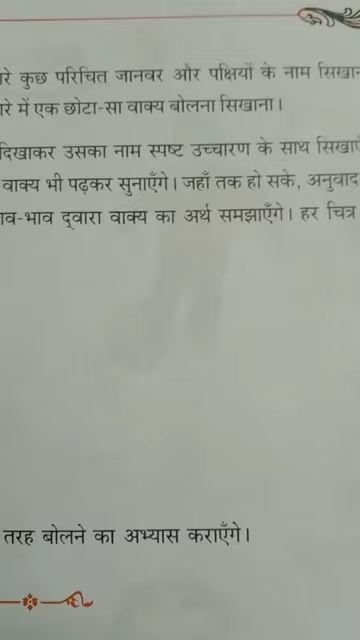 रे कुछ परिचित जानवर और पक्षियों के नाम सिखान
रे में एक छोटा-सा वाक्य बोलना सिखाना।
दिखाकर उसका नाम स्पष्ट उच्चारण के साथ सिखाएँ
वाक्य भी पढ़कर सुनाएँगे। जहाँ तक हो सके, अनुवाद
व-भाव द्वारा वाक्य का अर्थ समझाएँगे। हर चित्र
तरह बोलने का अभ्यास कराएँगे।